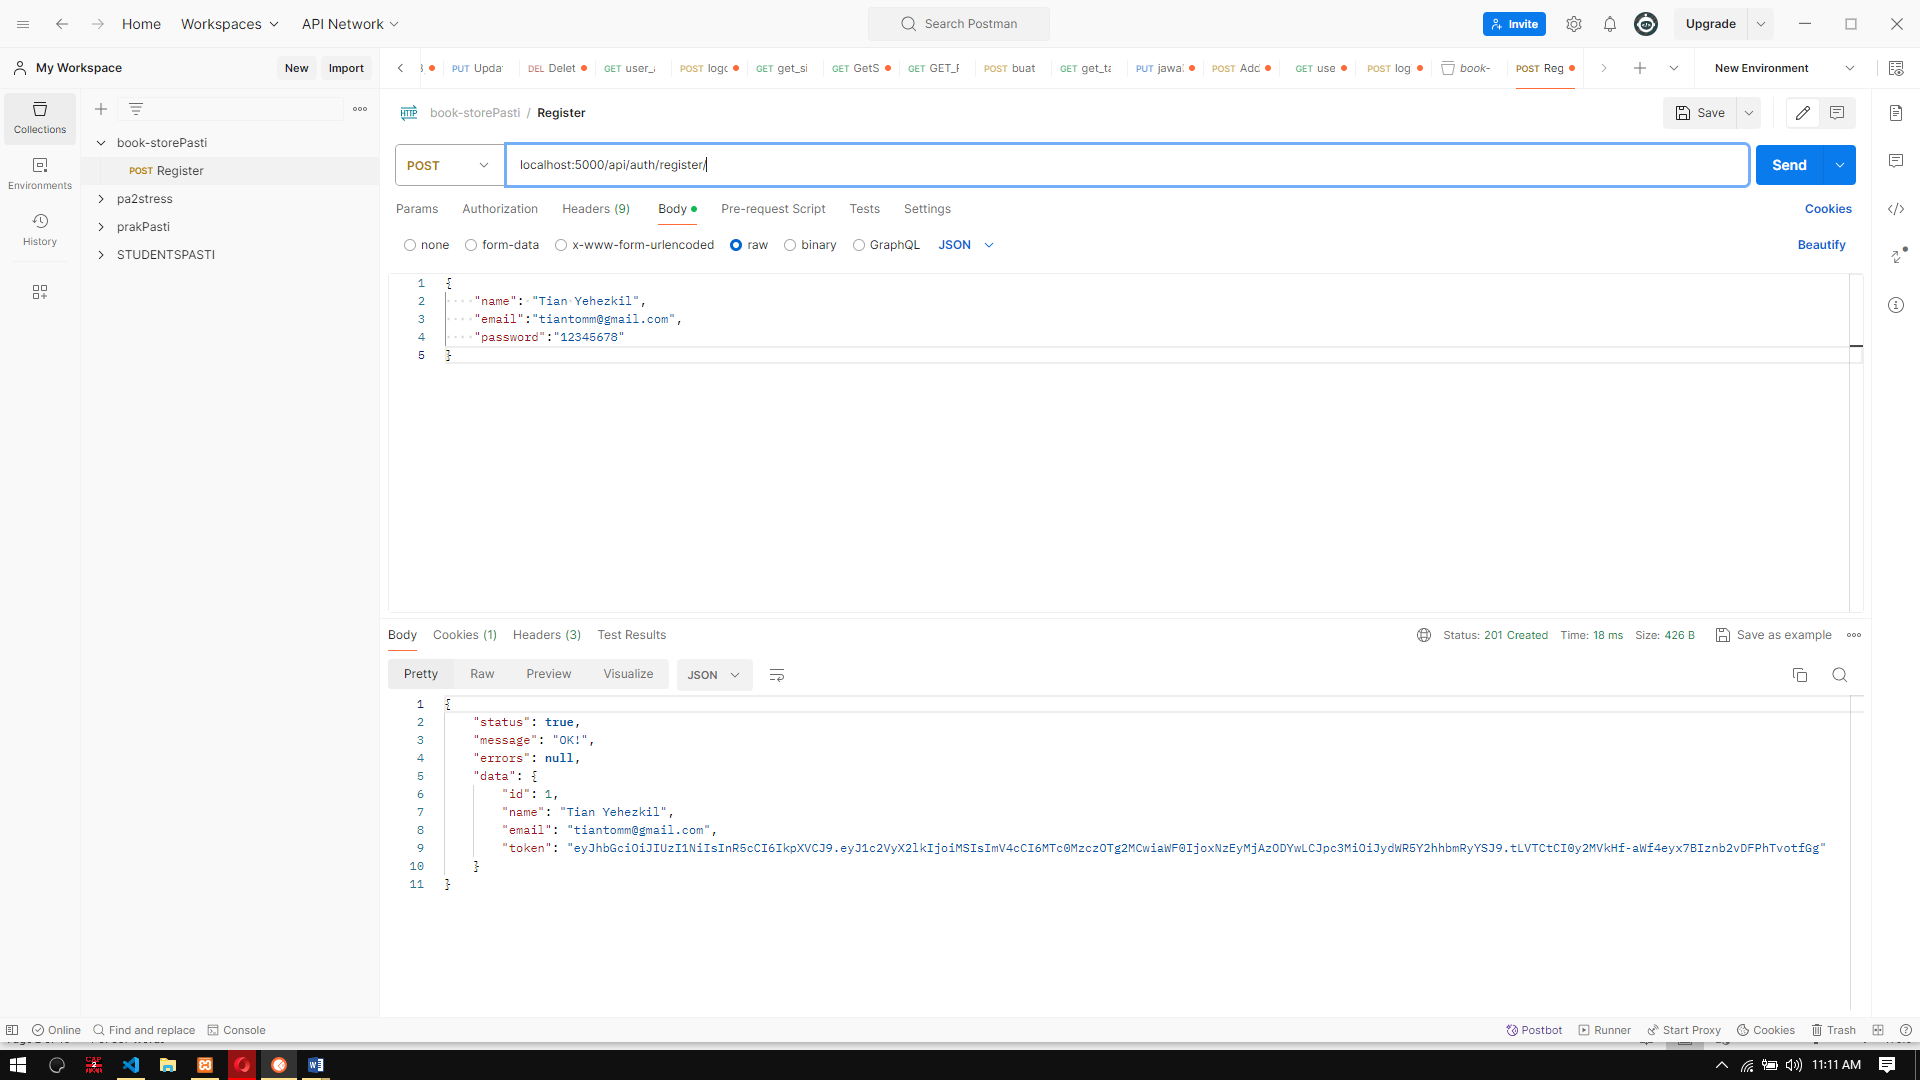 Home Workspaces API Network Search Postman Invite Upgrade
My Workspace New Import PUT Upda DEL Delet GET user_ POST logo GET get_si GET GetS GET GET_F POST buat GET get_ta PUT jawa POST Add GET use POST log book- POST Reg New Environment
Collections
Environments
History
book-storePasti
POST Register
pa2stress
prakPasti
STUDENTSPASTI
HTTP book-storePasti / Register Save
POST localhost:5000/api/auth/register/ Send
Params Authorization Headers (9) Body Pre-request Script Tests Settings Cookies
none form-data x-www-form-urlencoded raw binary GraphQL JSON Beautify
1 {
2 "name": "Tian Yehezkil",
3 "email":"tiantomm@gmail.com",
4 "password":"12345678"
5 }
Body Cookies (1) Headers (3) Test Results Status: 201 Created Time: 18 ms Size: 426 B Save as example
Pretty Raw Preview Visualize JSON
1 {
2 "status": true,
3 "message": "OK!",
4 "errors": null,
5 "data": {
6 "id": 1,
7 "name": "Tian Yehezkil",
8 "email": "tiantomm@gmail.com",
9 "token": "eyJhbGciOiJIUzI1NiIsInR5cCI6IkpXVCJ9.eyJ1c2VyX2lkIjoiMSIsImV4cCI6MTc0MzczOTg2MCwiaWF0IjoxNzEyMjAzODYwLCJpc3MiOiJydWR5Y2hhbmRyYSJ9.tLVTCtCI0y2MVkHf-aWf4eyx7BIznb2vDFPhTvotfGg"
10 }
11 }
Online Find and replace Console Postbot Runner Start Proxy Cookies Trash
11:11 AM